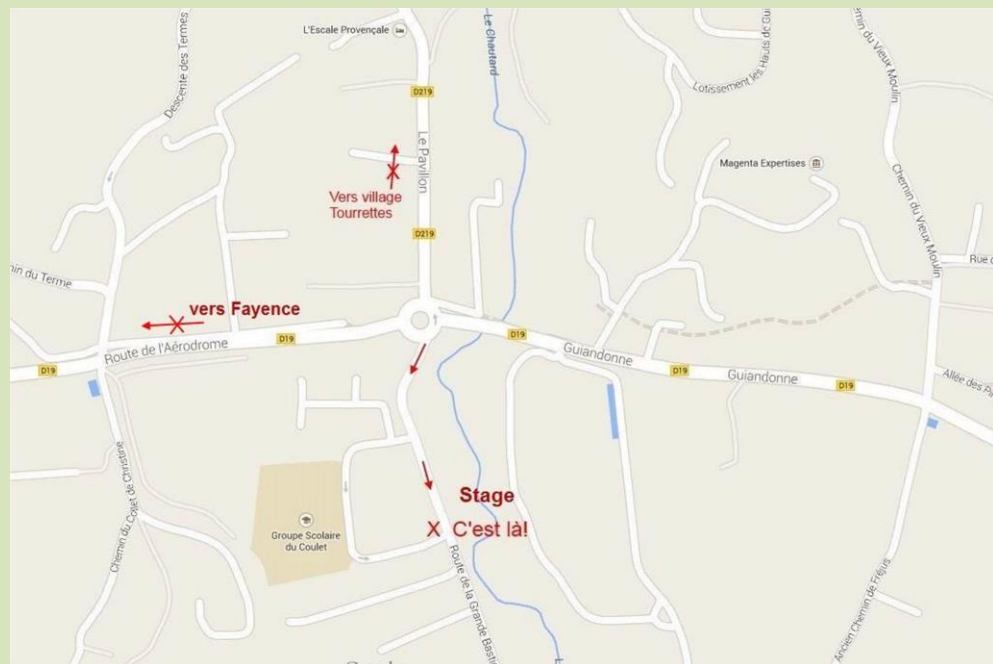 L'Escale Provençale
Le Chautard
Descente des Termes
D219
Le Pavillon
Vers village
Tourrettes
D219
Lotissement les Hauts de Gui
Chemin du Vieux Moulin
Magenta Expertises
Chemin du Vieux Moulin
Rue d
min du Terme
vers Fayence
Route de l'Aérodrome
D19
D19
D19
Guiandonne
D19
Guiandonne
D19
Allée des Pi
Stage
X C'est là!
Groupe Scolaire
du Coulet
Chemin du Collet de Christine
Route de la Grande Basti
Ancien Chemin de Fréjus